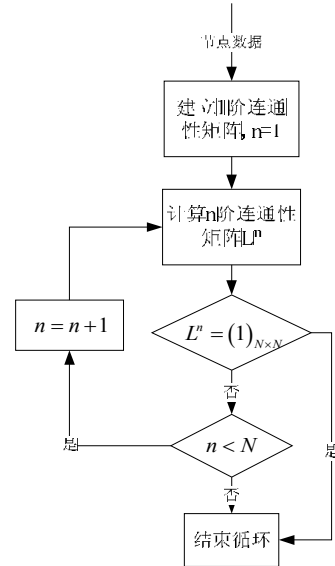 节点数据
建立1阶连通
性矩阵, n=1
计算n阶连通性
矩阵Lⁿ
n = n+1
Lⁿ = (1)_{N×N}
否
是
n < N
是
否
结束循环